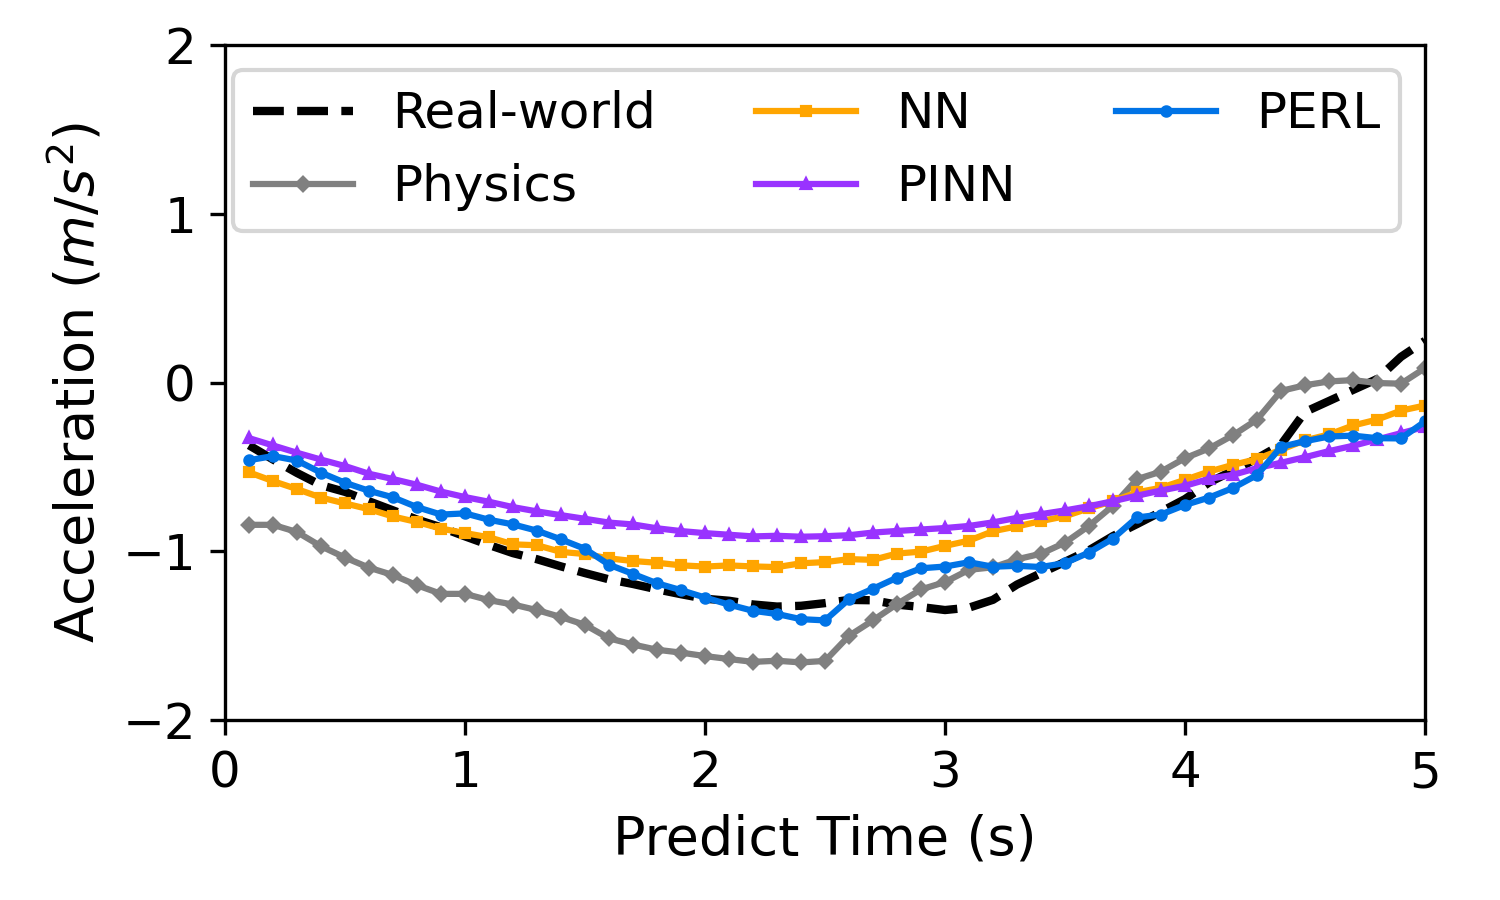 2
1
0
−1
−2
Acceleration (m/s²)
Real-world
Physics
NN
PINN
PERL
0 1 2 3 4 5
Predict Time (s)